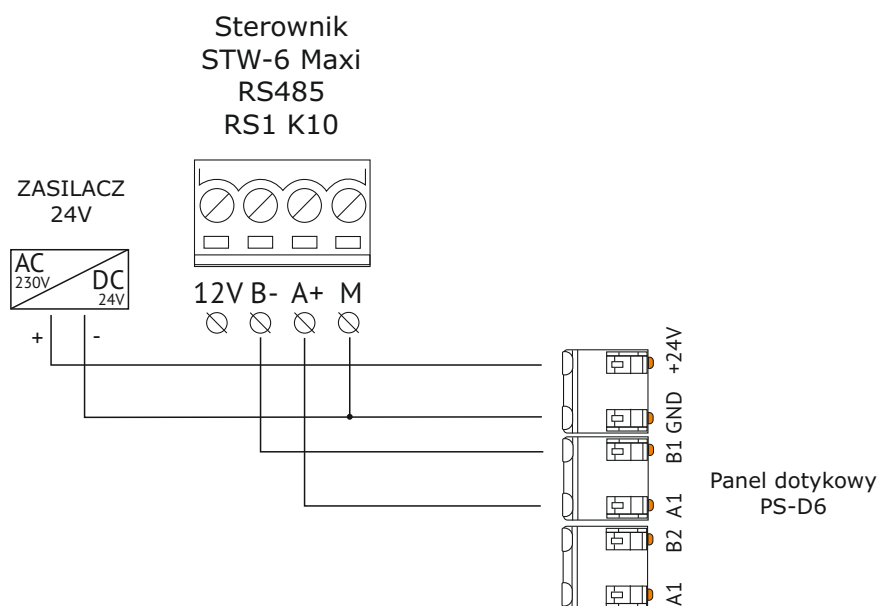 Sterownik
STW-6 Maxi
RS485
RS1 K10
ZASILACZ
24V
AC
230V
DC
24V
+
-
12V B- A+ M
+24V
GND
B1
A1
B2
A1
Panel dotykowy
PS-D6